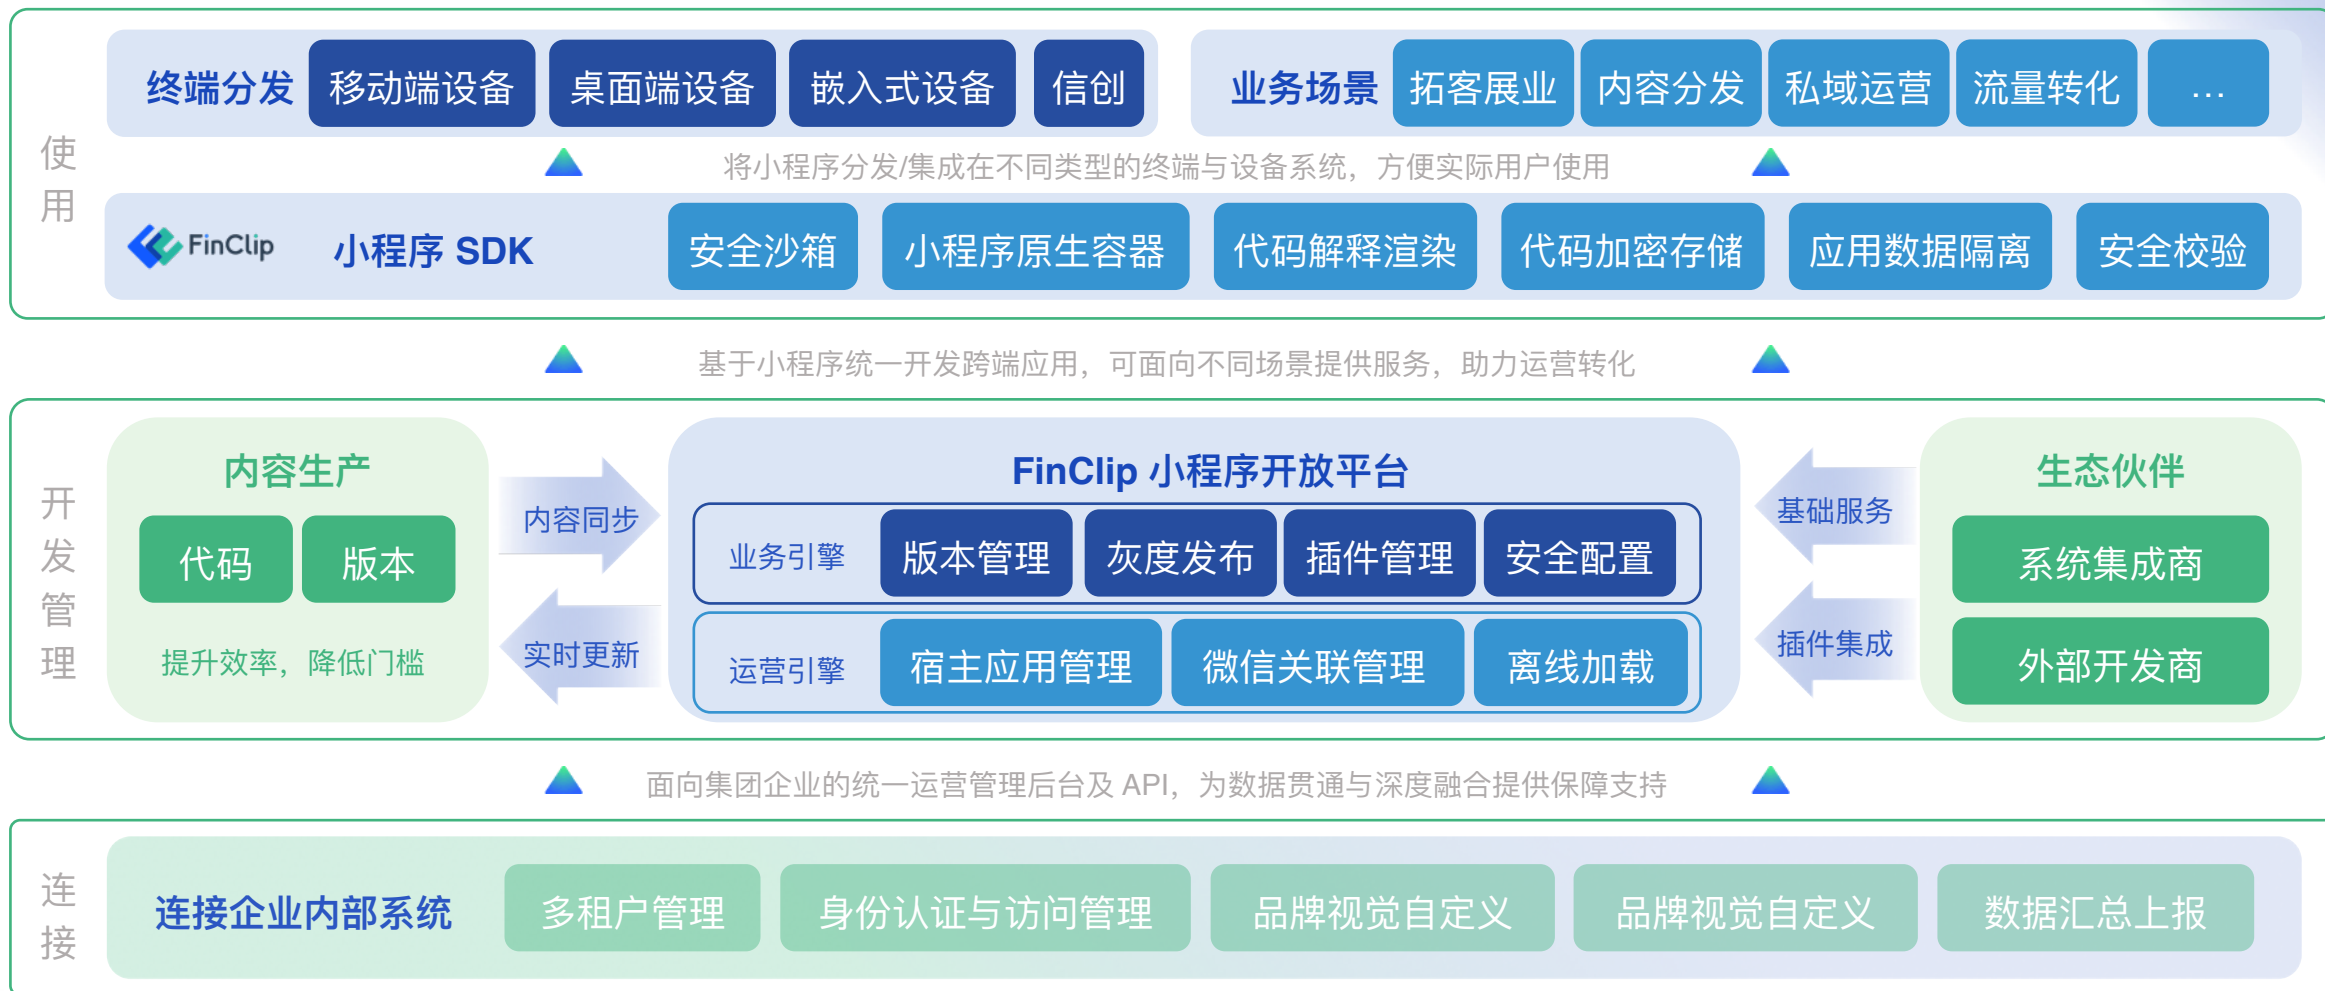 使用
终端分发 移动端设备 桌面端设备 嵌入式设备 信创
业务场景 拓客展业 内容分发 私域运营 流量转化 ...
将小程序分发/集成在不同类型的终端与设备系统，方便实际用户使用
FinClip 小程序 SDK 安全沙箱 小程序原生容器 代码解释渲染 代码加密存储 应用数据隔离 安全校验
基于小程序统一开发跨端应用，可面向不同场景提供服务，助力运营转化
开发管理
内容生产
代码 版本
提升效率，降低门槛
内容同步
实时更新
FinClip 小程序开放平台
业务引擎 版本管理 灰度发布 插件管理 安全配置
运营引擎 宿主应用管理 微信关联管理 离线加载
基础服务
插件集成
生态伙伴
系统集成商
外部开发商
面向集团企业的统一运营管理后台及 API，为数据贯通与深度融合提供保障支持
连接
连接企业内部系统 多租户管理 身份认证与访问管理 品牌视觉自定义 品牌视觉自定义 数据汇总上报